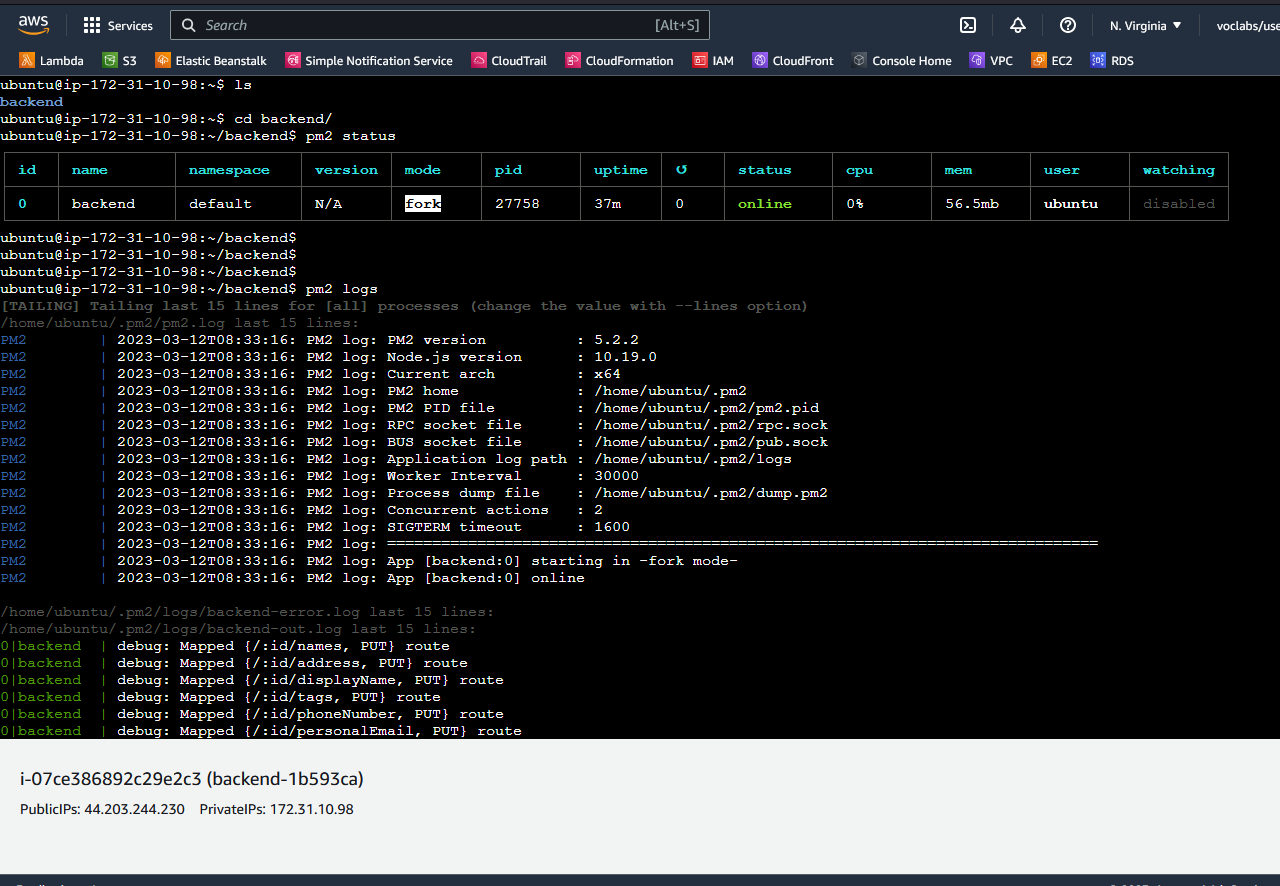 aws Services Search [Alt+S] N. Virginia voclabs/use
Lambda S3 Elastic Beanstalk Simple Notification Service CloudTrail CloudFormation IAM CloudFront Console Home VPC EC2 RDS
ubuntu@ip-172-31-10-98:~$ ls
backend
ubuntu@ip-172-31-10-98:~$ cd backend/
ubuntu@ip-172-31-10-98:~/backend$ pm2 status
id name namespace version mode pid uptime ↺ status cpu mem user watching
0 backend default N/A fork 27758 37m 0 online 0% 56.5mb ubuntu disabled
ubuntu@ip-172-31-10-98:~/backend$
ubuntu@ip-172-31-10-98:~/backend$
ubuntu@ip-172-31-10-98:~/backend$
ubuntu@ip-172-31-10-98:~/backend$ pm2 logs
[TAILING] Tailing last 15 lines for [all] processes (change the value with --lines option)
/home/ubuntu/.pm2/pm2.log last 15 lines:
PM2 | 2023-03-12T08:33:16: PM2 log: PM2 version : 5.2.2
PM2 | 2023-03-12T08:33:16: PM2 log: Node.js version : 10.19.0
PM2 | 2023-03-12T08:33:16: PM2 log: Current arch : x64
PM2 | 2023-03-12T08:33:16: PM2 log: PM2 home : /home/ubuntu/.pm2
PM2 | 2023-03-12T08:33:16: PM2 log: PM2 PID file : /home/ubuntu/.pm2/pm2.pid
PM2 | 2023-03-12T08:33:16: PM2 log: RPC socket file : /home/ubuntu/.pm2/rpc.sock
PM2 | 2023-03-12T08:33:16: PM2 log: BUS socket file : /home/ubuntu/.pm2/pub.sock
PM2 | 2023-03-12T08:33:16: PM2 log: Application log path : /home/ubuntu/.pm2/logs
PM2 | 2023-03-12T08:33:16: PM2 log: Worker Interval : 30000
PM2 | 2023-03-12T08:33:16: PM2 log: Process dump file : /home/ubuntu/.pm2/dump.pm2
PM2 | 2023-03-12T08:33:16: PM2 log: Concurrent actions : 2
PM2 | 2023-03-12T08:33:16: PM2 log: SIGTERM timeout : 1600
PM2 | 2023-03-12T08:33:16: PM2 log: ===============================================================================
PM2 | 2023-03-12T08:33:16: PM2 log: App [backend:0] starting in -fork mode-
PM2 | 2023-03-12T08:33:16: PM2 log: App [backend:0] online
/home/ubuntu/.pm2/logs/backend-error.log last 15 lines:
/home/ubuntu/.pm2/logs/backend-out.log last 15 lines:
0|backend | debug: Mapped {/:id/names, PUT} route
0|backend | debug: Mapped {/:id/address, PUT} route
0|backend | debug: Mapped {/:id/displayName, PUT} route
0|backend | debug: Mapped {/:id/tags, PUT} route
0|backend | debug: Mapped {/:id/phoneNumber, PUT} route
0|backend | debug: Mapped {/:id/personalEmail, PUT} route
i-07ce386892c29e2c3 (backend-1b593ca)
PublicIPs: 44.203.244.230 PrivateIPs: 172.31.10.98